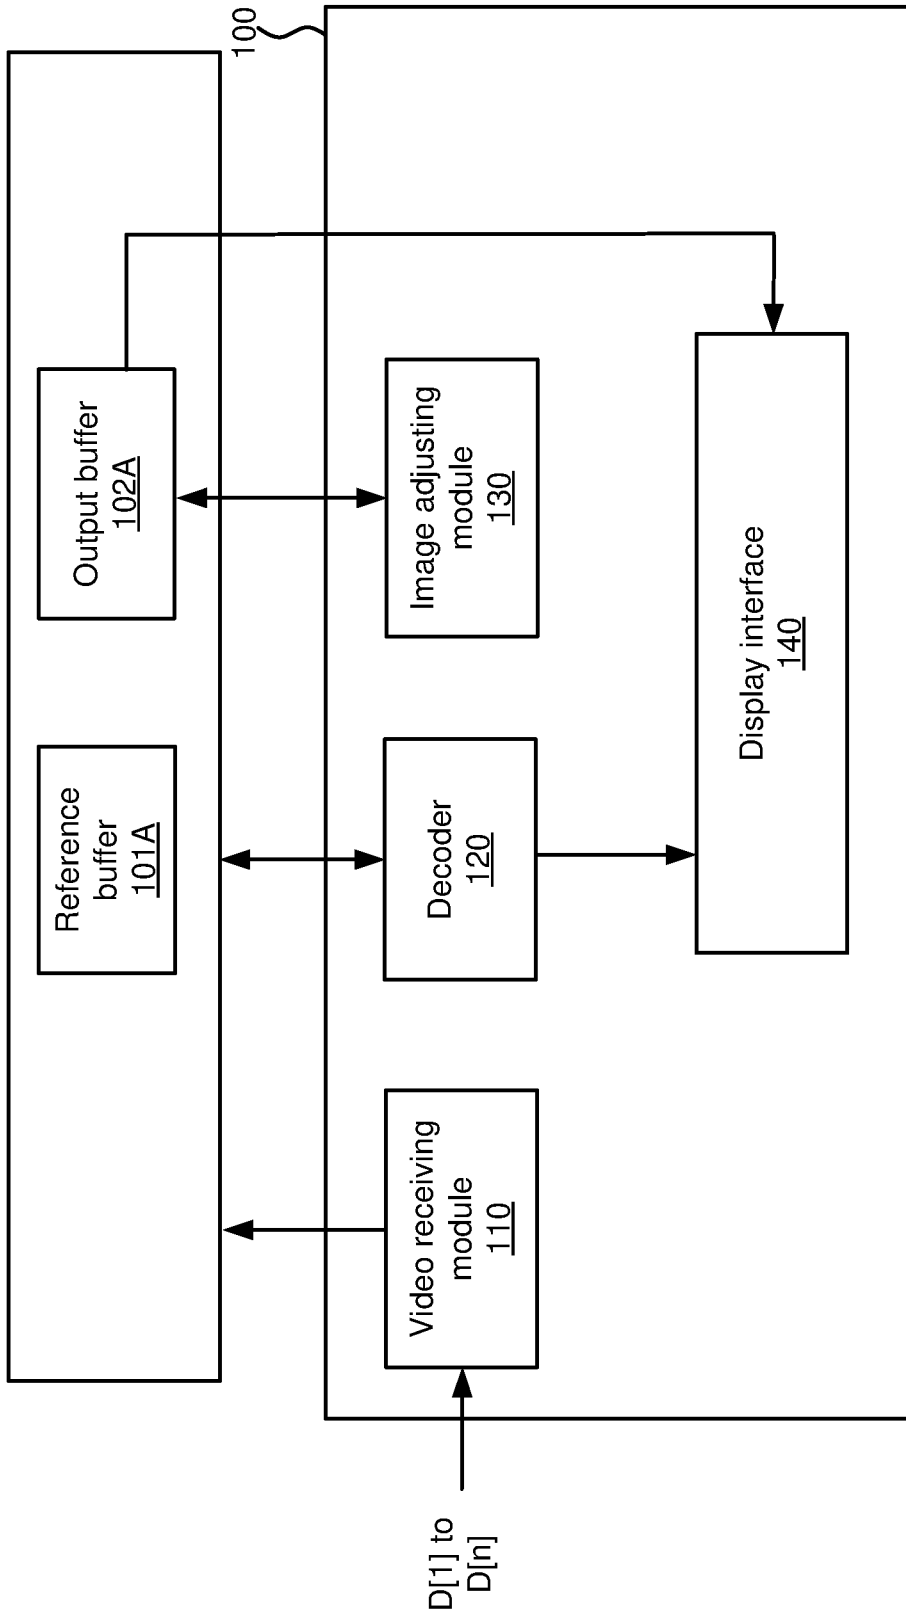 Reference
buffer
101A
Output buffer
102A
100
D[1] to
D[n]
Video receiving
module
110
Decoder
120
Image adjusting
module
130
Display interface
140